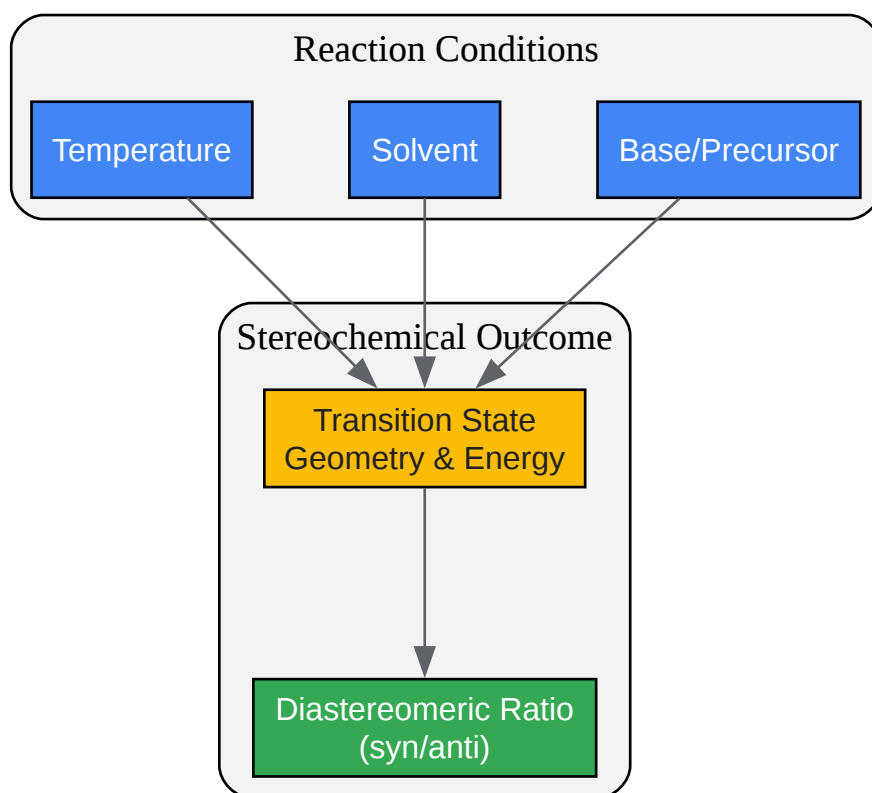 Reaction Conditions
Temperature
Solvent
Base/Precursor
Stereochemical Outcome
Transition State
Geometry & Energy
Diastereomeric Ratio
(syn/anti)